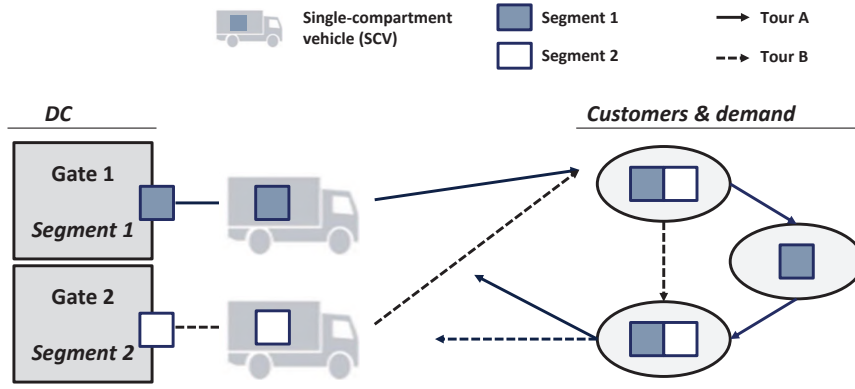 Single-compartment
vehicle (SCV)
Segment 1
Segment 2
Tour A
Tour B
DC
Customers & demand
Gate 1
Segment 1
Gate 2
Segment 2